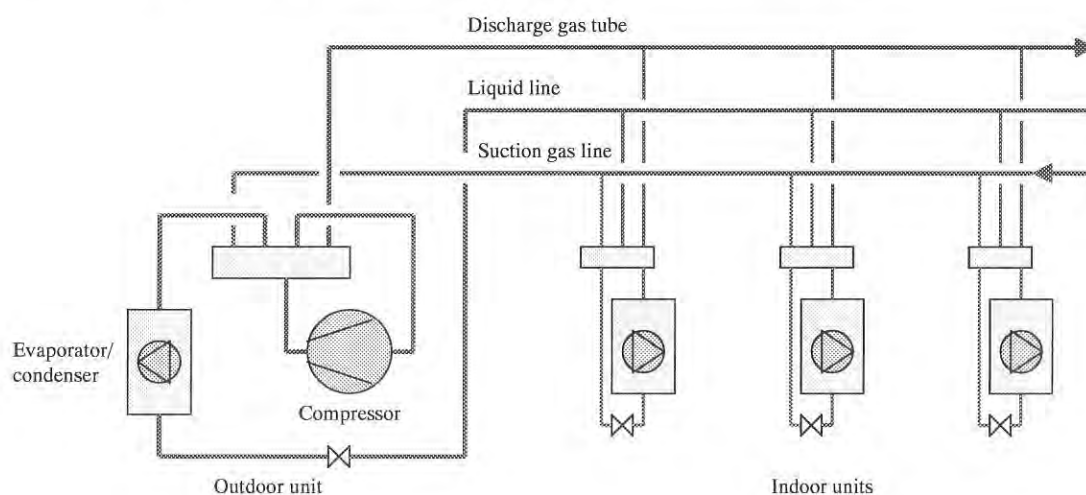 Discharge gas tube
Liquid line
Suction gas line
Evaporator/
condenser
Compressor
Outdoor unit
Indoor units